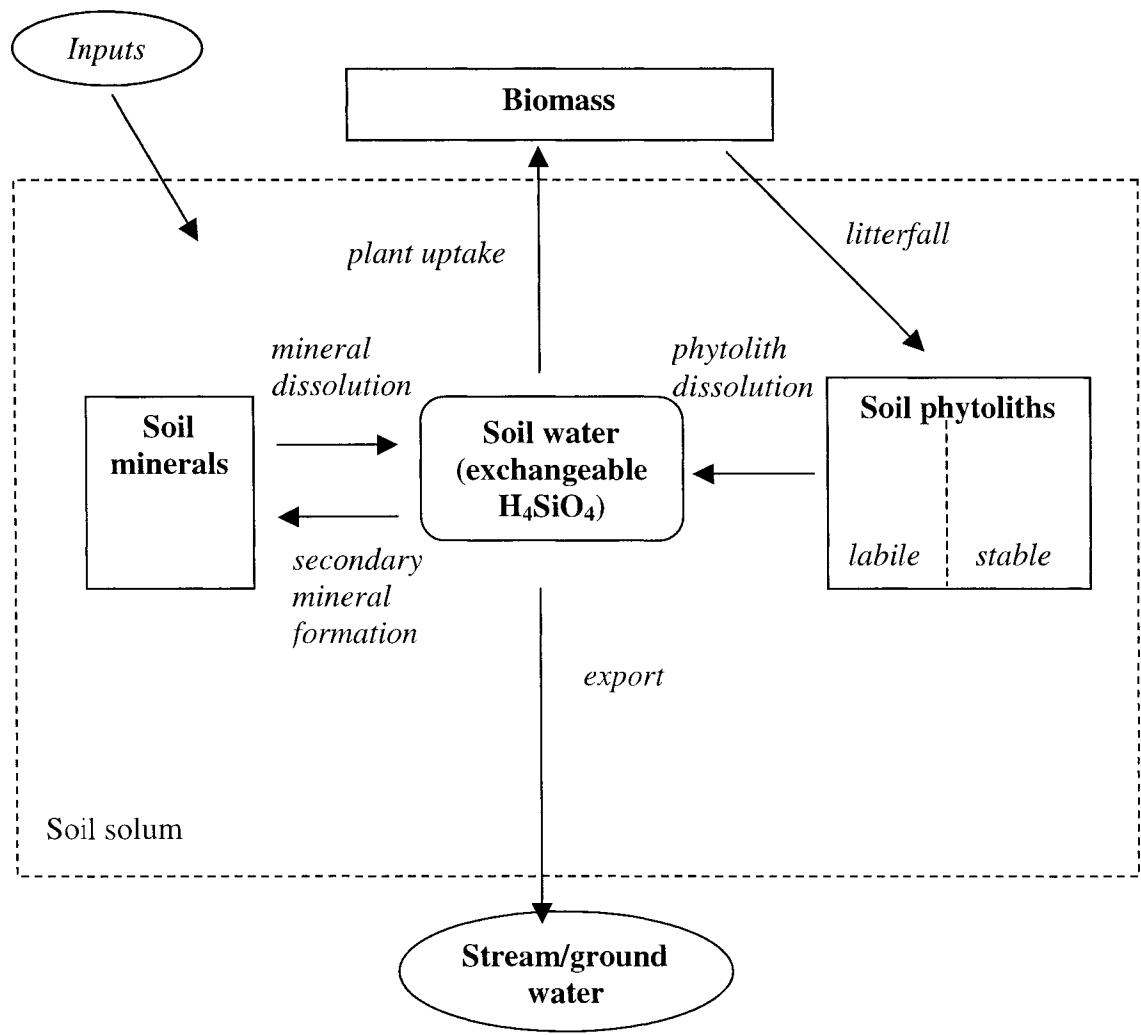 Inputs
Biomass
plant uptake
litterfall
mineral
dissolution
phytolith
dissolution
Soil
minerals
Soil water
(exchangeable
H₄SiO₄)
Soil phytoliths
labile
stable
secondary
mineral
formation
export
Soil solum
Stream/ground
water